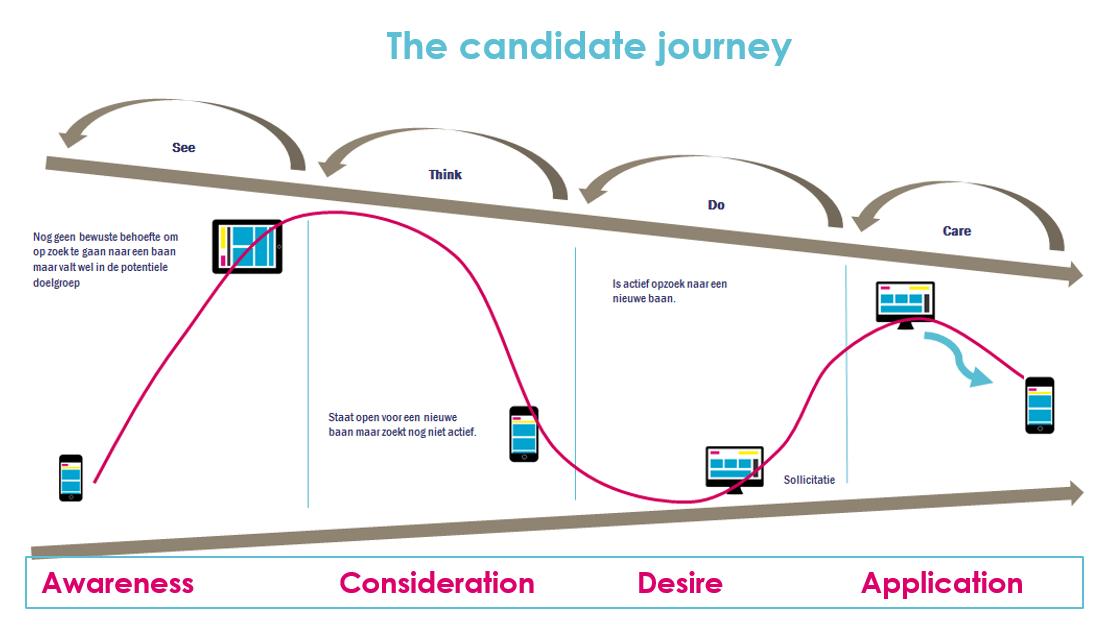 The candidate journey
See
Think
Do
Care
Nog geen bewuste behoefte om
op zoek te gaan naar een baan
maar valt wel in de potentiele
doelgroep
Is actief opzoek naar een
nieuwe baan.
Staat open voor een nieuwe
baan maar zoekt nog niet actief.
Sollicitatie
Awareness
Consideration
Desire
Application